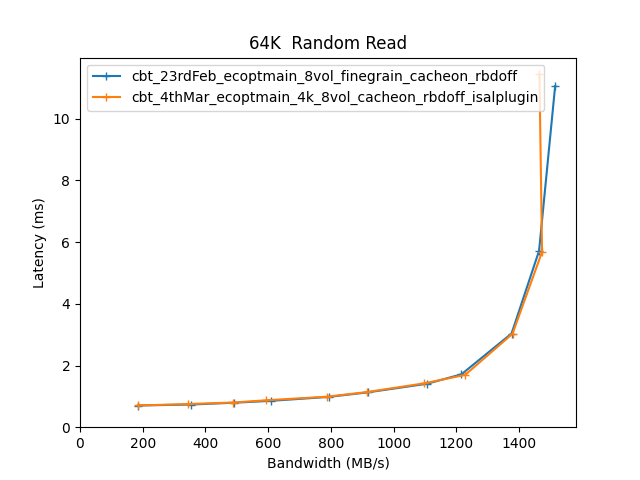 64K  Random Read
cbt_23rdFeb_ecoptmain_8vol_finegrain_cacheon_rbdoff
cbt_4thMar_ecoptmain_4k_8vol_cacheon_rbdoff_isalplugin
10
8
6
4
2
0
Latency (ms)
0 200 400 600 800 1000 1200 1400
Bandwidth (MB/s)